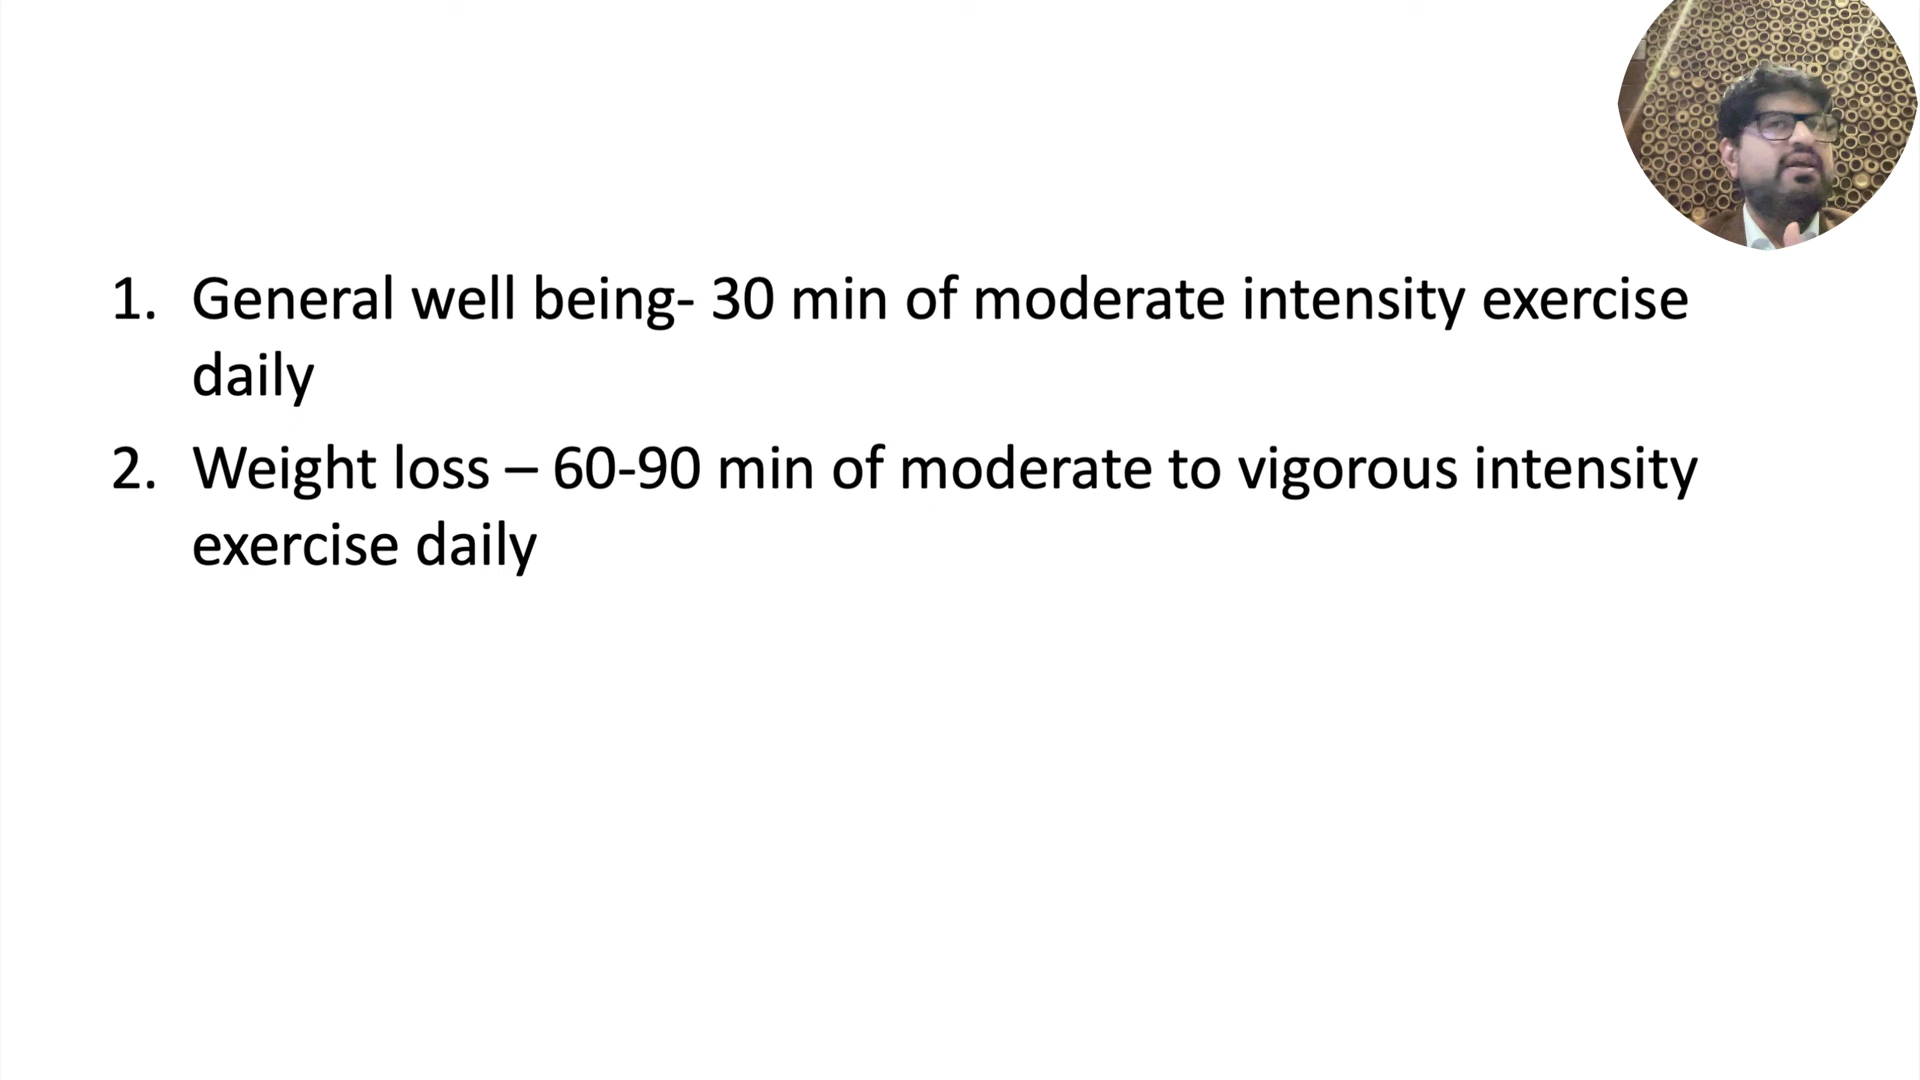 1. General well being- 30 min of moderate intensity exercise
daily
2. Weight loss – 60-90 min of moderate to vigorous intensity
exercise daily